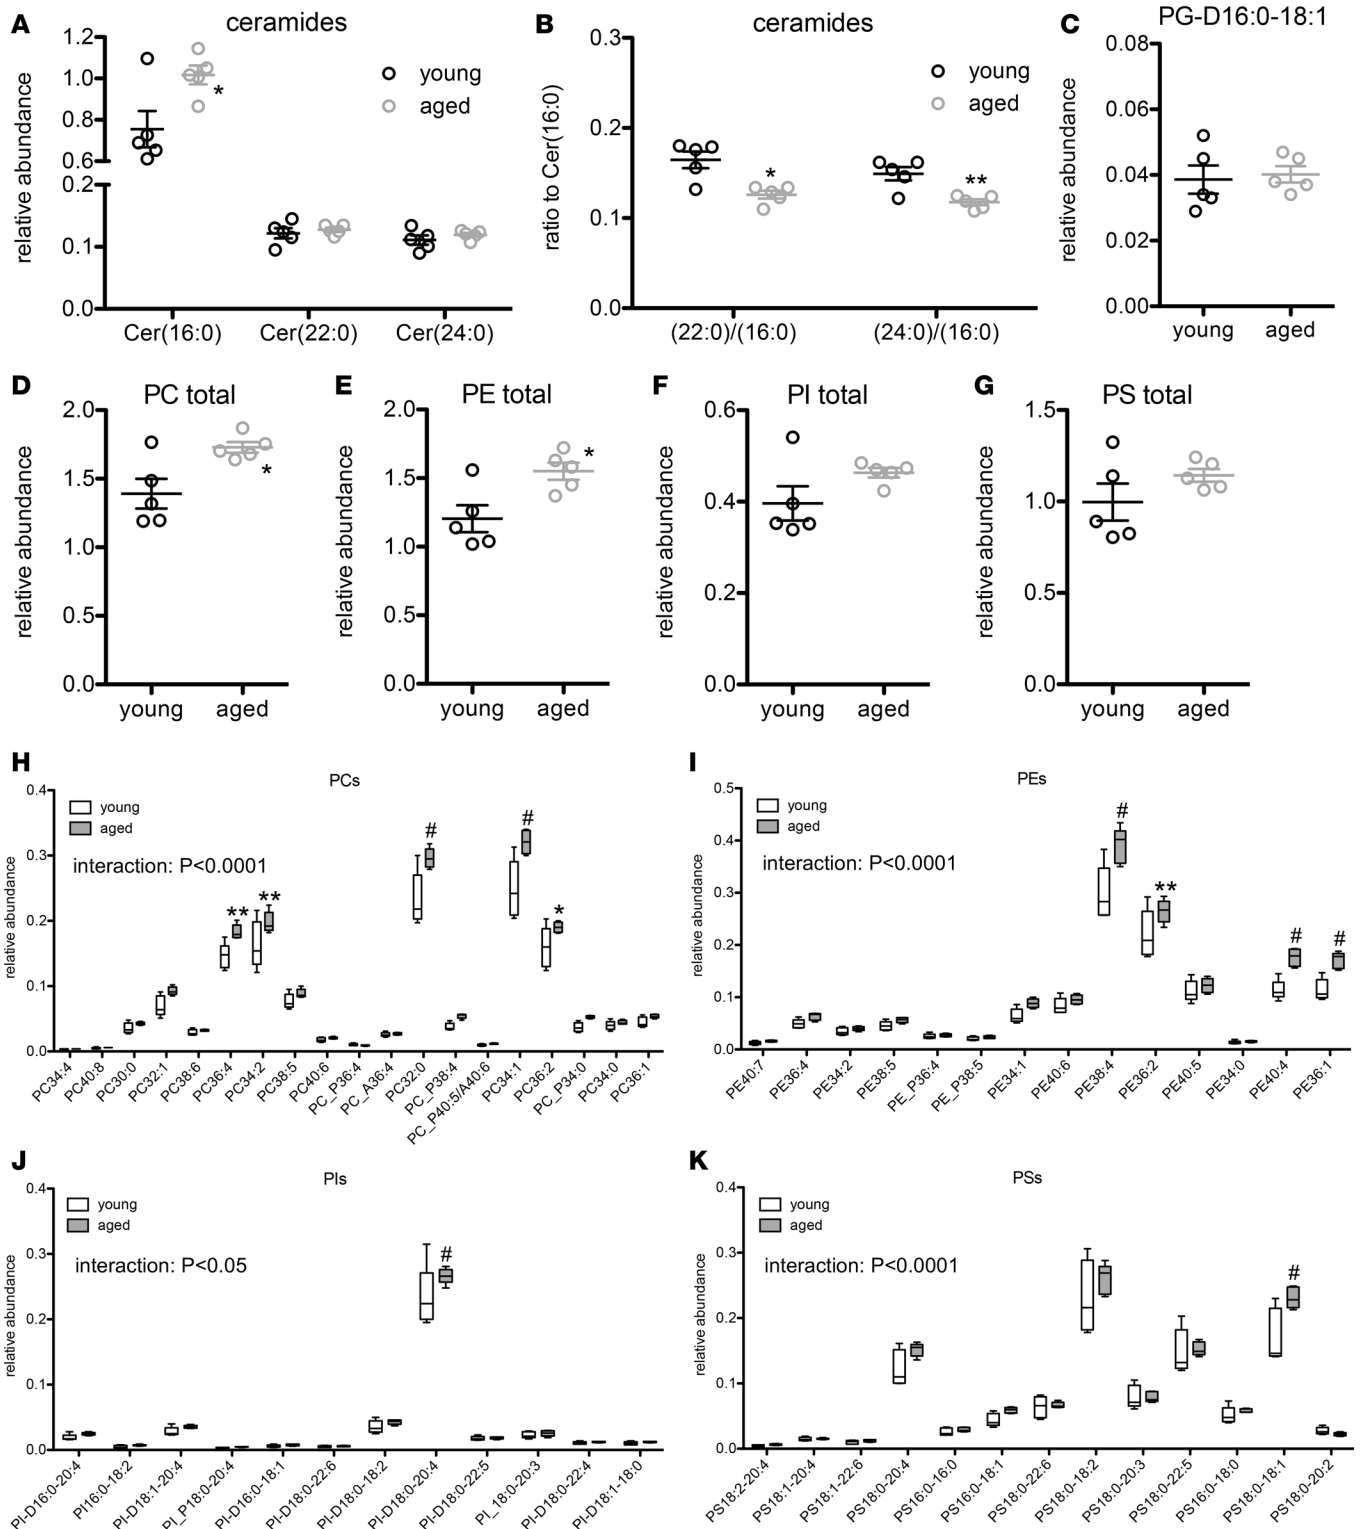 A
ceramides
relative abundance
1.2
1.0
0.8
0.6
0.2
0.1
0.0
young
aged
*
Cer(16:0) Cer(22:0) Cer(24:0)
B
ceramides
ratio to Cer(16:0)
0.3
0.2
0.1
0.0
young
aged
*
**
(22:0)/(16:0) (24:0)/(16:0)
C
PG-D16:0-18:1
relative abundance
0.08
0.06
0.04
0.02
0.00
young aged
D
PC total
relative abundance
2.0
1.5
1.0
0.5
0.0
*
young aged
E
PE total
relative abundance
2.0
1.5
1.0
0.5
0.0
*
young aged
F
PI total
relative abundance
0.6
0.4
0.2
0.0
young aged
G
PS total
relative abundance
1.5
1.0
0.5
0.0
young aged
H
PCs
relative abundance
0.4
0.3
0.2
0.1
0.0
young
aged
interaction: P<0.0001
** ** # # *
PC34:4
PC40:8
PC30:0
PC32:1
PC38:6
PC36:4
PC34:2
PC38:5
PC40:6
PC_P36:4
PC_A36:4
PC32:0
PC_P38:4
PC_P40:5/A40:6
PC34:1
PC36:2
PC_P34:0
PC34:0
PC36:1
I
PEs
relative abundance
0.5
0.4
0.3
0.2
0.1
0.0
young
aged
interaction: P<0.0001
# ** # #
PE40:7
PE36:4
PE34:2
PE38:5
PE_P36:4
PE_P38:5
PE34:1
PE40:6
PE38:4
PE36:2
PE40:5
PE34:0
PE40:4
PE36:1
J
PIs
relative abundance
0.4
0.3
0.2
0.1
0.0
young
aged
interaction: P<0.05
#
PI-D16:0-20:4
PI16:0-18:2
PI-D18:1-20:4
PI_P18:0-20:4
PI-D16:0-18:1
PI-D18:0-22:6
PI-D18:0-18:2
PI-D18:0-20:4
PI-D18:0-22:5
PI_18:0-20:3
PI-D18:0-22:4
PI-D18:1-18:0
K
PSs
relative abundance
0.4
0.3
0.2
0.1
0.0
young
aged
interaction: P<0.0001
#
PS18:2-20:4
PS18:1-20:4
PS18:1-22:6
PS18:0-20:4
PS16:0-16:0
PS16:0-18:1
PS18:0-22:6
PS18:0-18:2
PS18:0-20:3
PS18:0-22:5
PS16:0-18:0
PS18:0-18:1
PS18:0-20:2